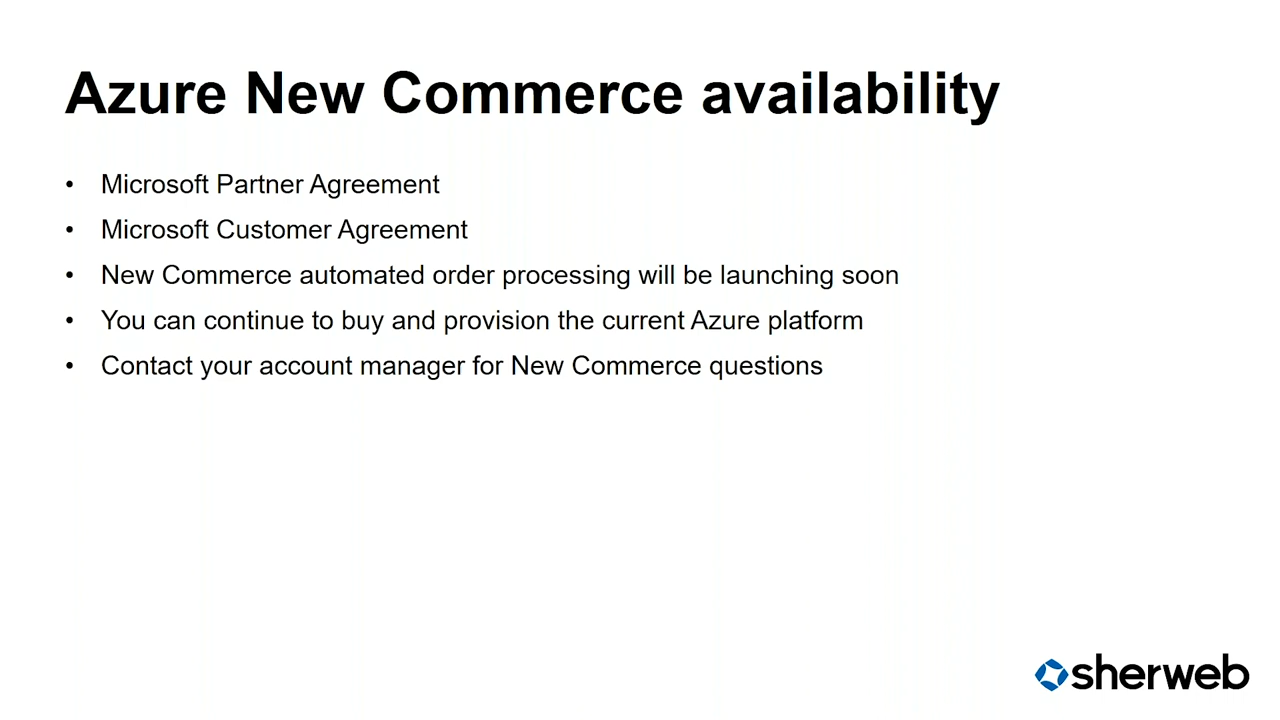 Azure New Commerce availability
• Microsoft Partner Agreement
• Microsoft Customer Agreement
• New Commerce automated order processing will be launching soon
• You can continue to buy and provision the current Azure platform
• Contact your account manager for New Commerce questions
sherweb